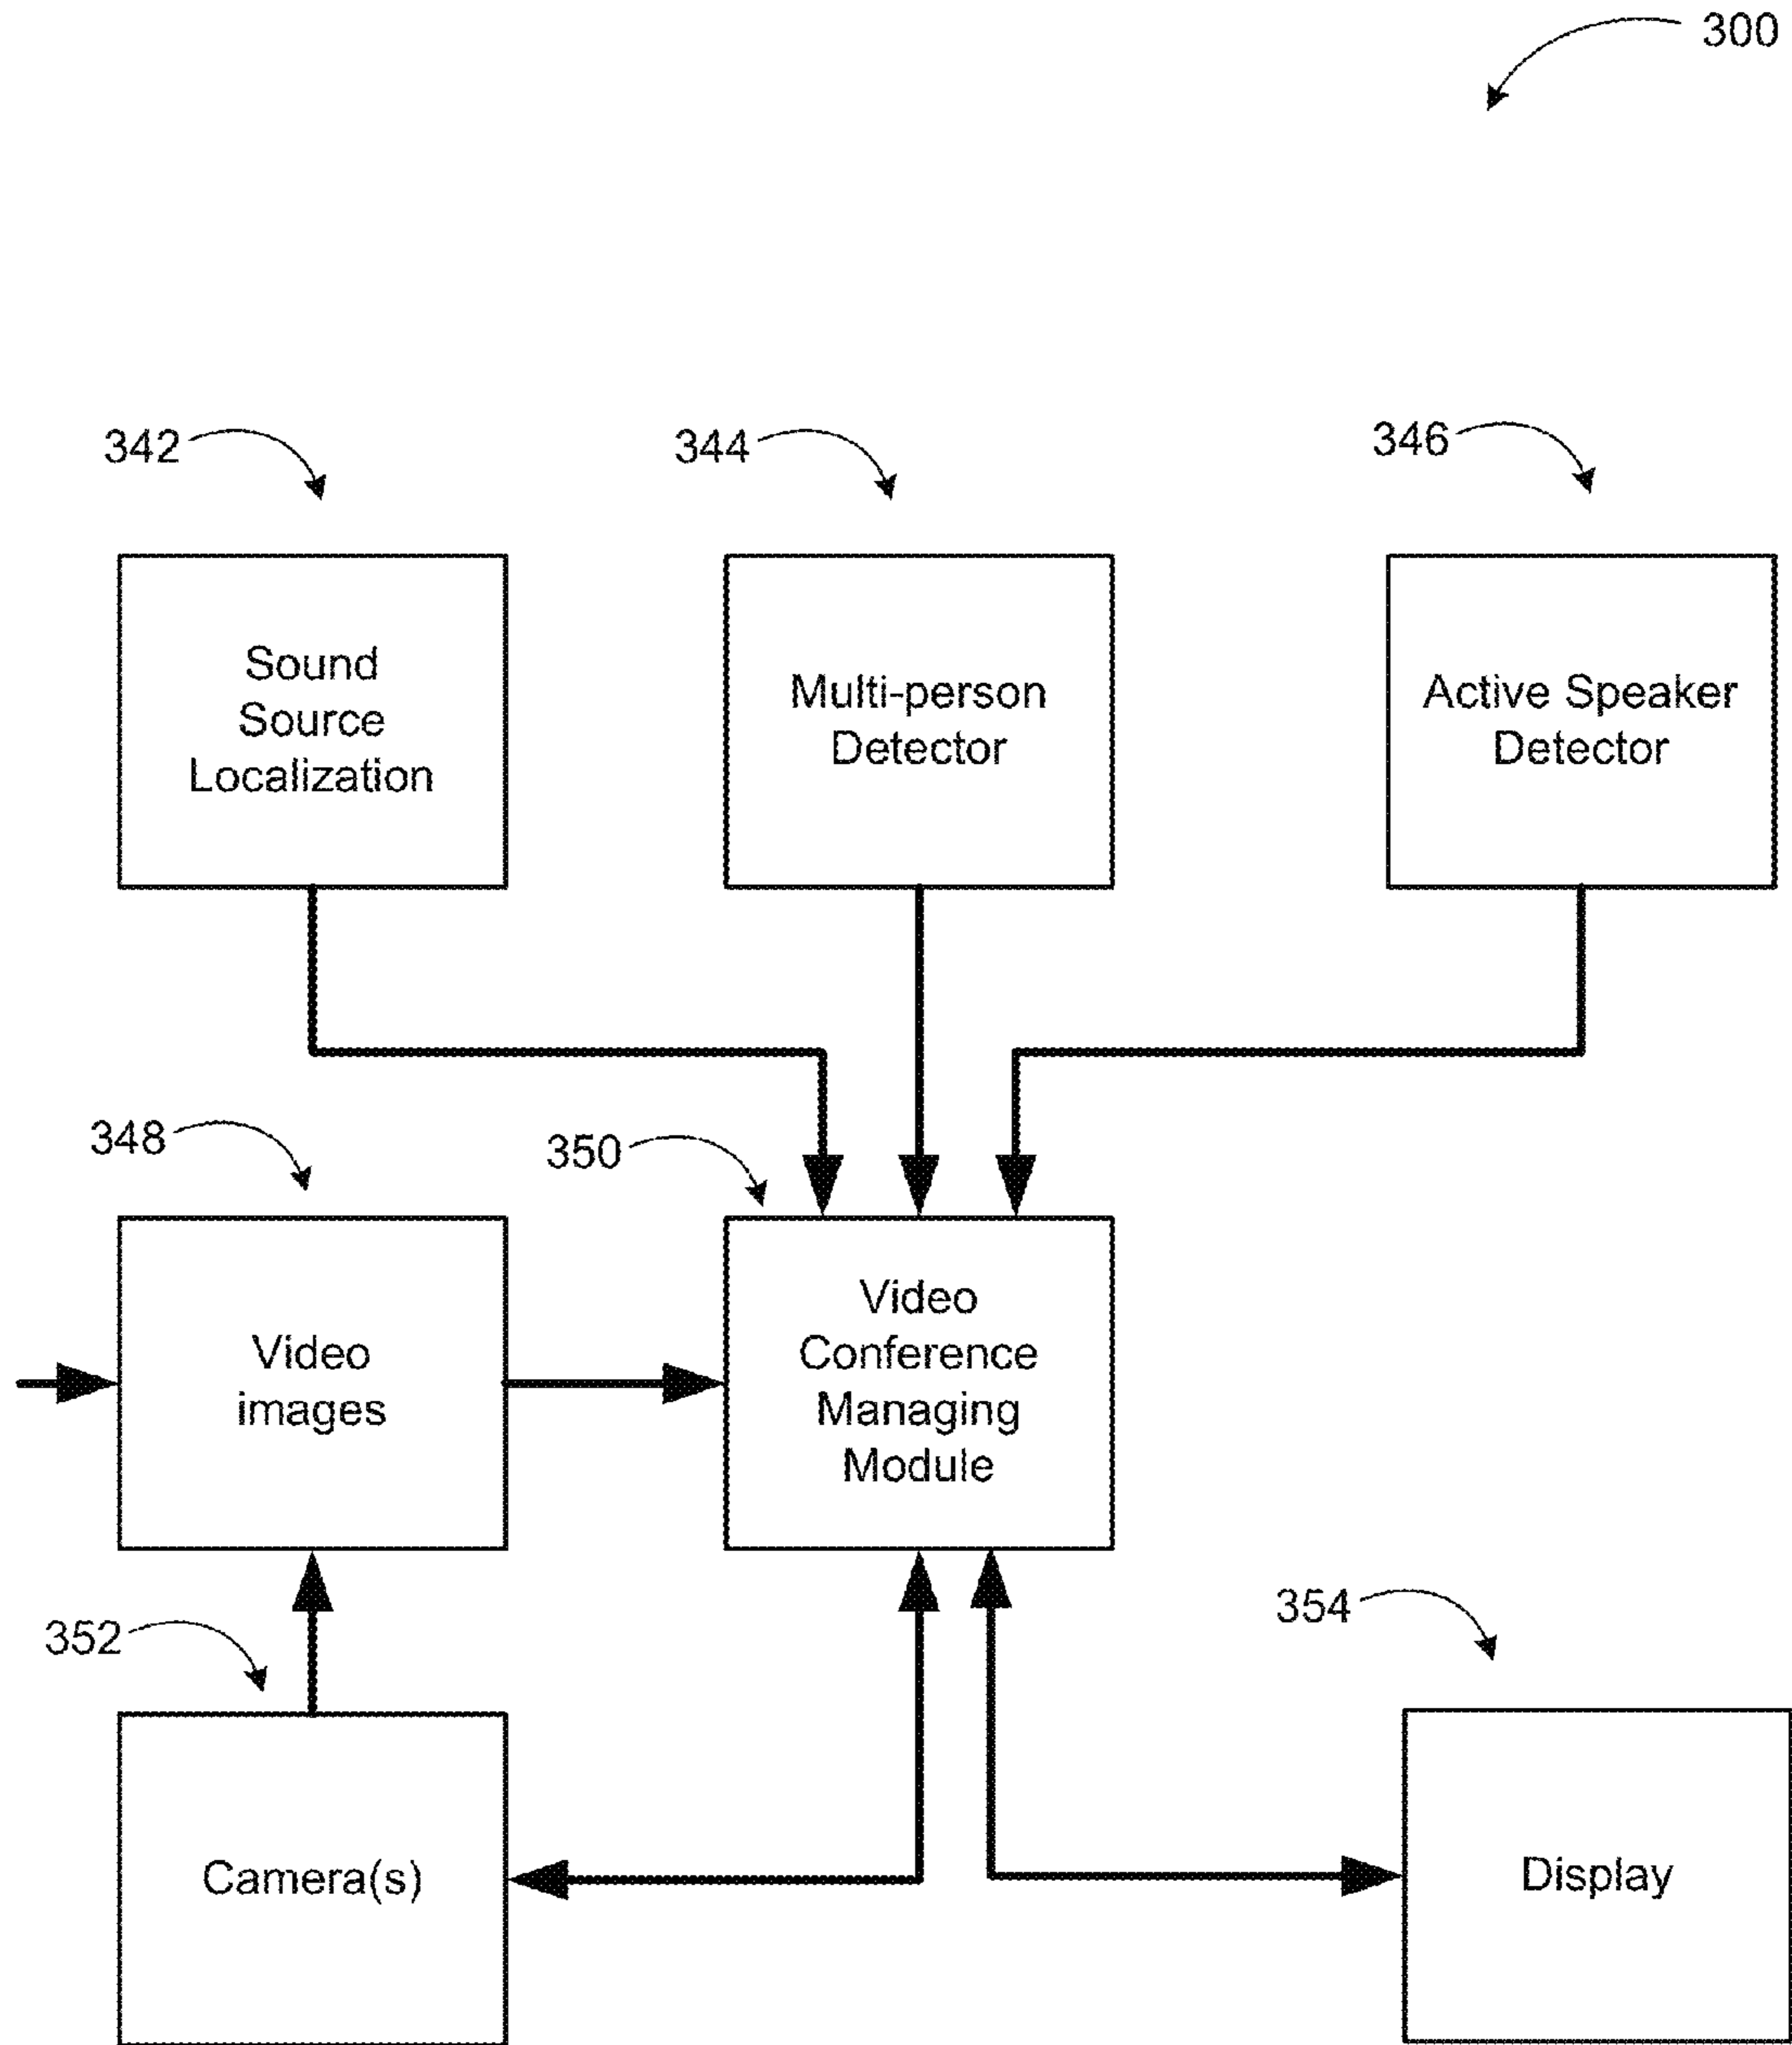 300
342
344
346
Sound
Source
Localization
Multi-person
Detector
Active Speaker
Detector
348
350
Video
images
Video
Conference
Managing
Module
352
354
Camera(s)
Display